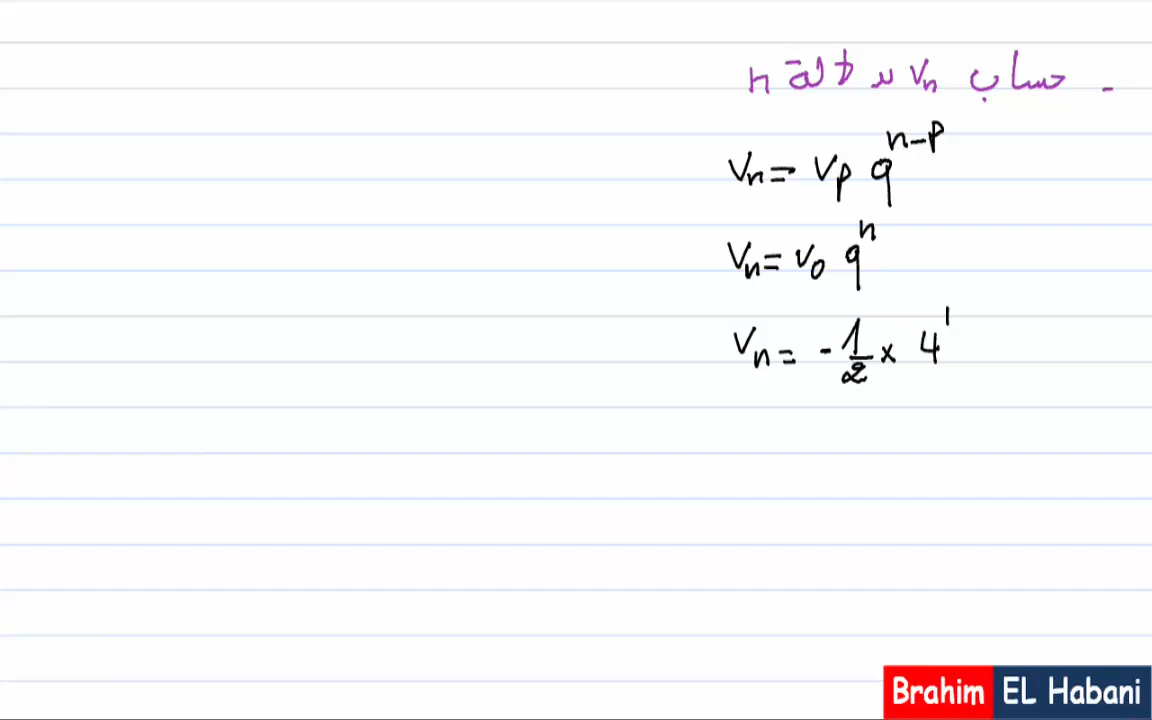 - حساب Vn بدلالة n
Vn = Vp q^(n-p)
Vn = V0 q^n
Vn = -1/2 × 4^1
Brahim EL Habani